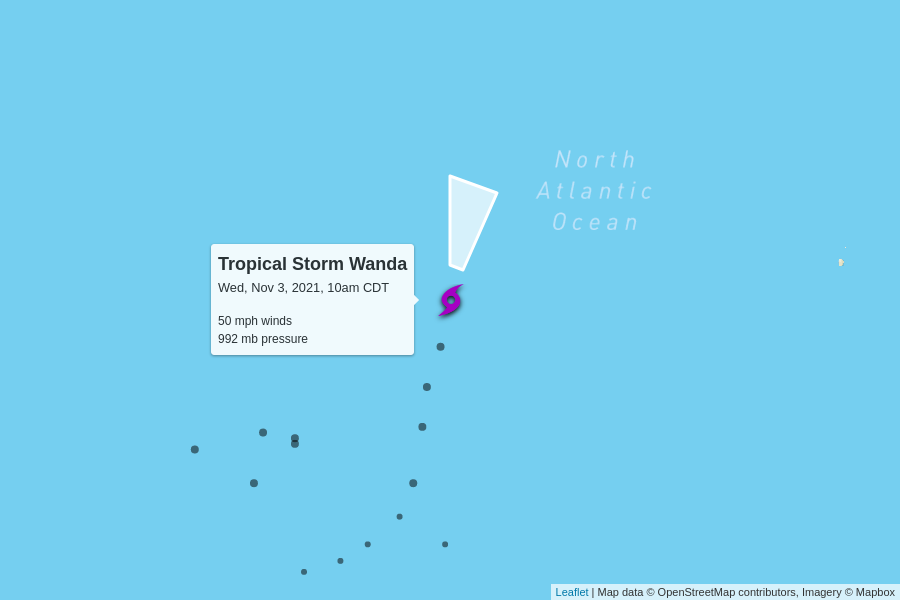 North
Atlantic
Ocean
Tropical Storm Wanda
Wed, Nov 3, 2021, 10am CDT
50 mph winds
992 mb pressure
Leaflet | Map data © OpenStreetMap contributors, Imagery © Mapbox